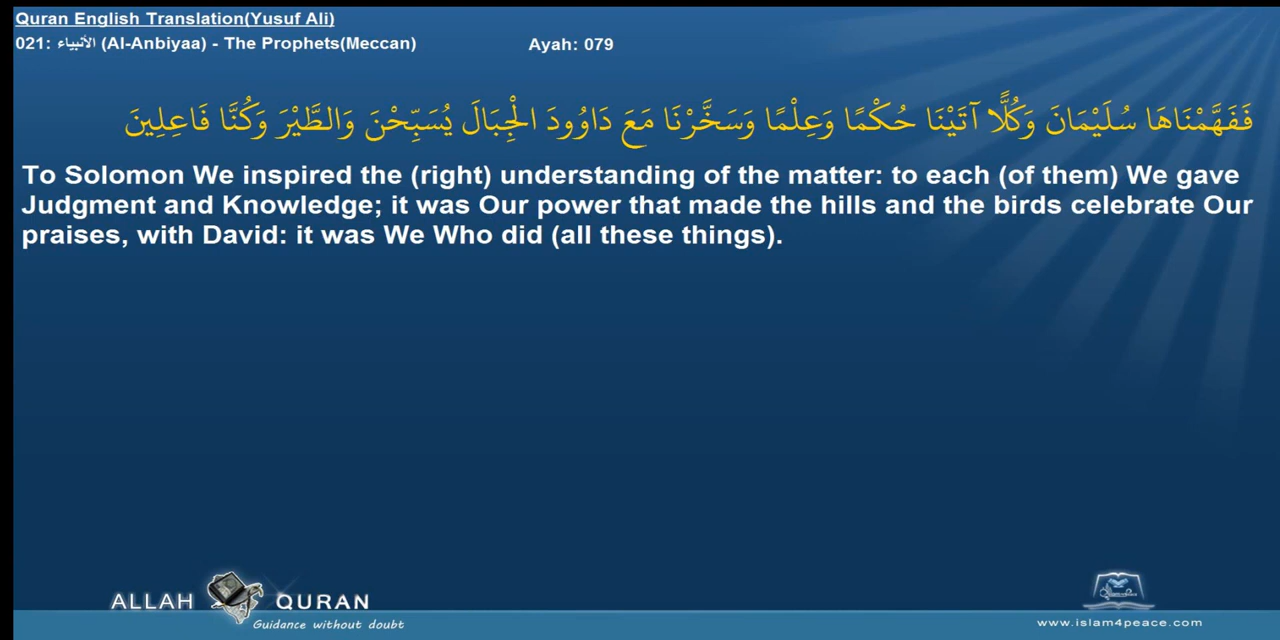 Quran English Translation(Yusuf Ali)
021: الأنبياء (Al-Anbiyaa) - The Prophets(Meccan) Ayah: 079
فَفَهَّمْنَاهَا سُلَيْمَانَ وَكُلًّا آتَيْنَا حُكْمًا وَعِلْمًا وَسَخَّرْنَا مَعَ دَاوُودَ الْجِبَالَ يُسَبِّحْنَ وَالطَّيْرَ وَكُنَّا فَاعِلِينَ
To Solomon We inspired the (right) understanding of the matter: to each (of them) We gave
Judgment and Knowledge; it was Our power that made the hills and the birds celebrate Our
praises, with David: it was We Who did (all these things).
ALLAH QURAN
Guidance without doubt
www.islam4peace.com